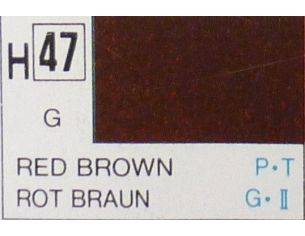 H 47
G
RED BROWN P・T
ROT BRAUN G・Ⅱ